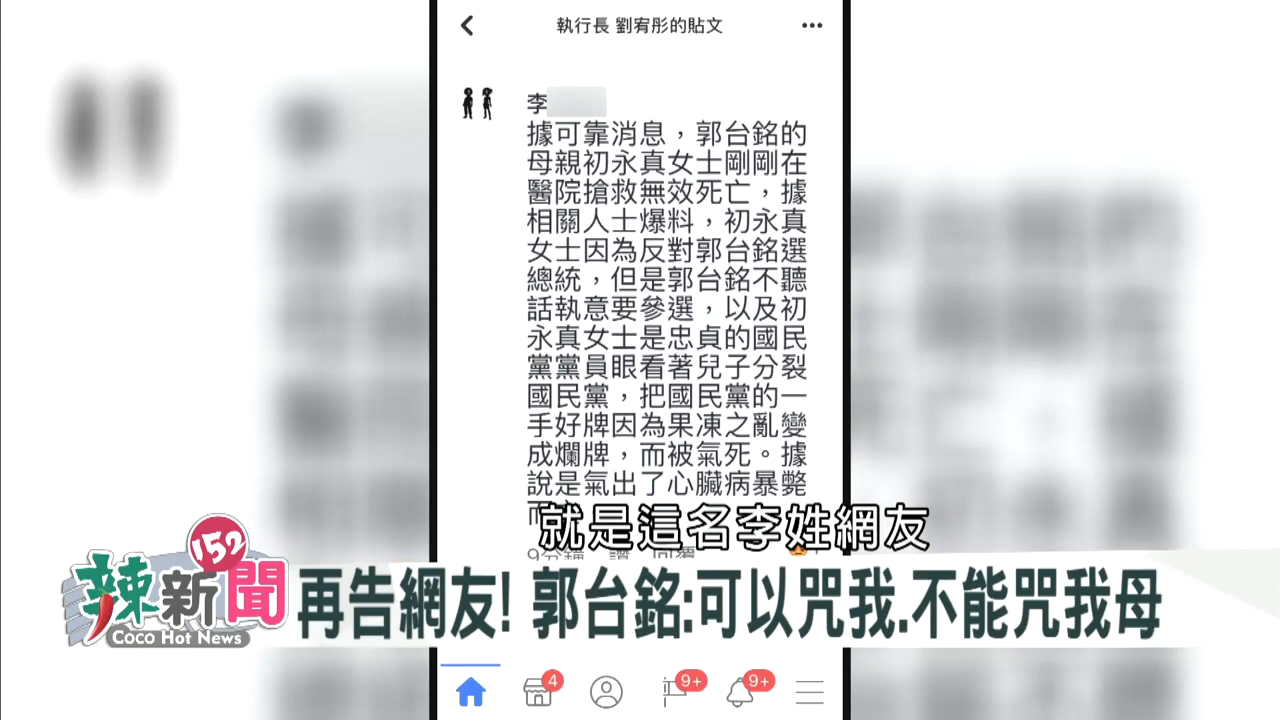 執行長 劉宥彤的貼文
李
據可靠消息，郭台銘的
母親初永真女士剛剛在
醫院搶救無效死亡，據
相關人士爆料，初永真
女士因為反對郭台銘選
總統，但是郭台銘不聽
話執意要參選，以及初
永真女士是忠貞的國民
黨黨員眼看著兒子分裂
國民黨，把國民黨的一
手好牌因為果凍之亂變
成爛牌，而被氣死。據
說是氣出了心臟病暴斃
而
就是這名李姓網友
9分鐘 讚 回覆
152
辣新聞
Coco Hot News
再告網友! 郭台銘:可以咒我.不能咒我母
4
9+
9+